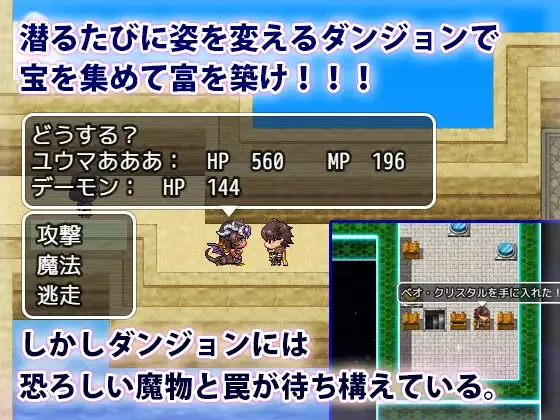 潜るたびに姿を変えるダンジョンで
宝を集めて富を築け！！！
どうする？
ユウマあああ： HP 560 MP 196
デーモン： HP 144
攻撃
魔法
逃走
ベオ・クリスタルを手に入れた！
しかしダンジョンには
恐ろしい魔物と罠が待ち構えている。